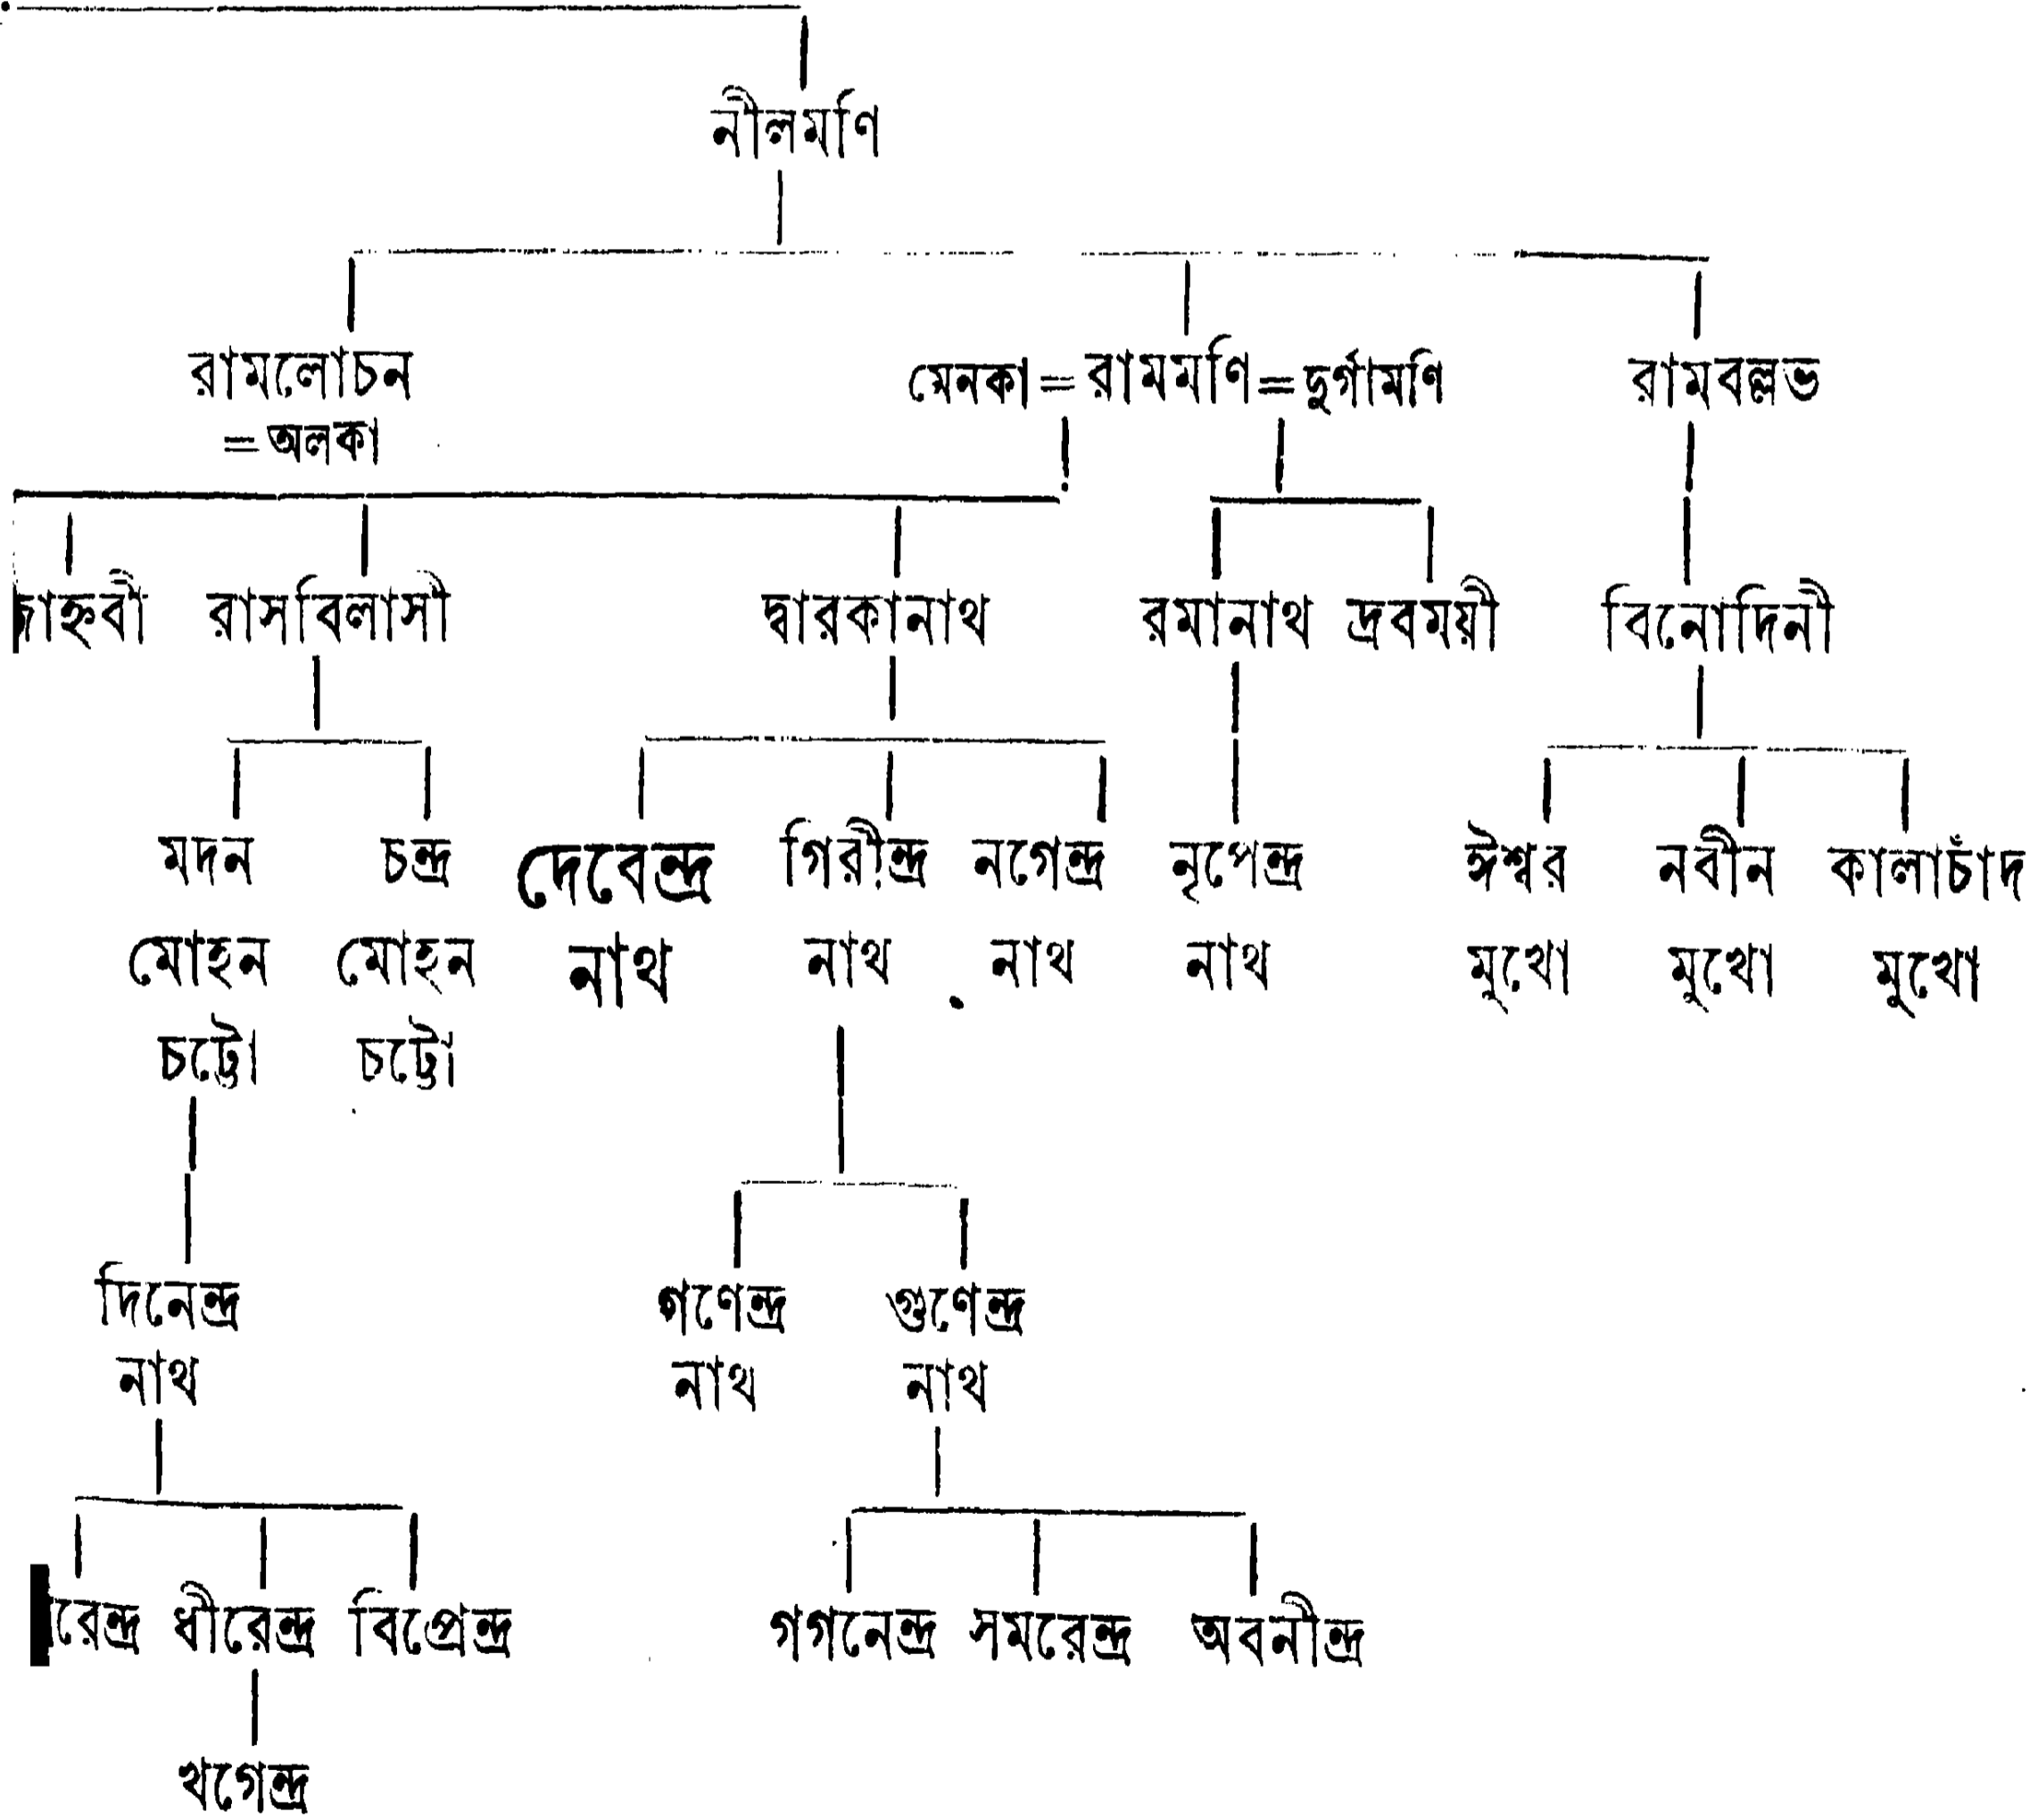 নীলমণি
রামলোচন মেনকা = রামমণি = দুর্গামণি রামবল্লভ
= অলকা
জাহ্নবী রাসবিলাসী দ্বারকানাথ রমানাথ দ্রবময়ী বিনোদিনী
মদন চন্দ্র দেবেন্দ্র গিরীন্দ্র নগেন্দ্র নৃপেন্দ্র ঈশ্বর নবীন কালাচাঁদ
মোহন মোহন নাথ নাথ নাথ নাথ মুখো মুখো মুখো
চট্টো চট্টো
দিনেন্দ্র গণেন্দ্র গুণেন্দ্র
নাথ নাথ নাথ
ধীরেন্দ্র বিপ্রেন্দ্র গগনেন্দ্র সমরেন্দ্র অবনীন্দ্র
খগেন্দ্র